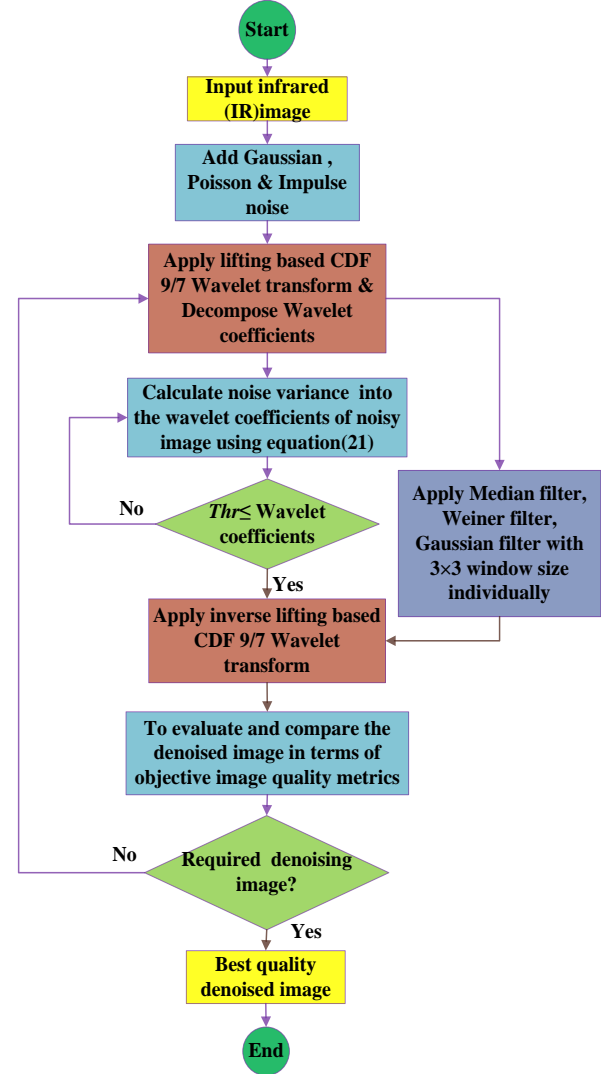 Start
Input infrared
(IR)image
Add Gaussian ,
Poisson & Impulse
noise
Apply lifting based CDF
9/7 Wavelet transform &
Decompose Wavelet
coefficients
Calculate noise variance into
the wavelet coefficients of noisy
image using equation(21)
No
Thr≤ Wavelet
coefficients
Yes
Apply Median filter,
Weiner filter,
Gaussian filter with
3×3 window size
individually
Apply inverse lifting based
CDF 9/7 Wavelet
transform
To evaluate and compare the
denoised image in terms of
objective image quality metrics
No
Required denoising
image?
Yes
Best quality
denoised image
End